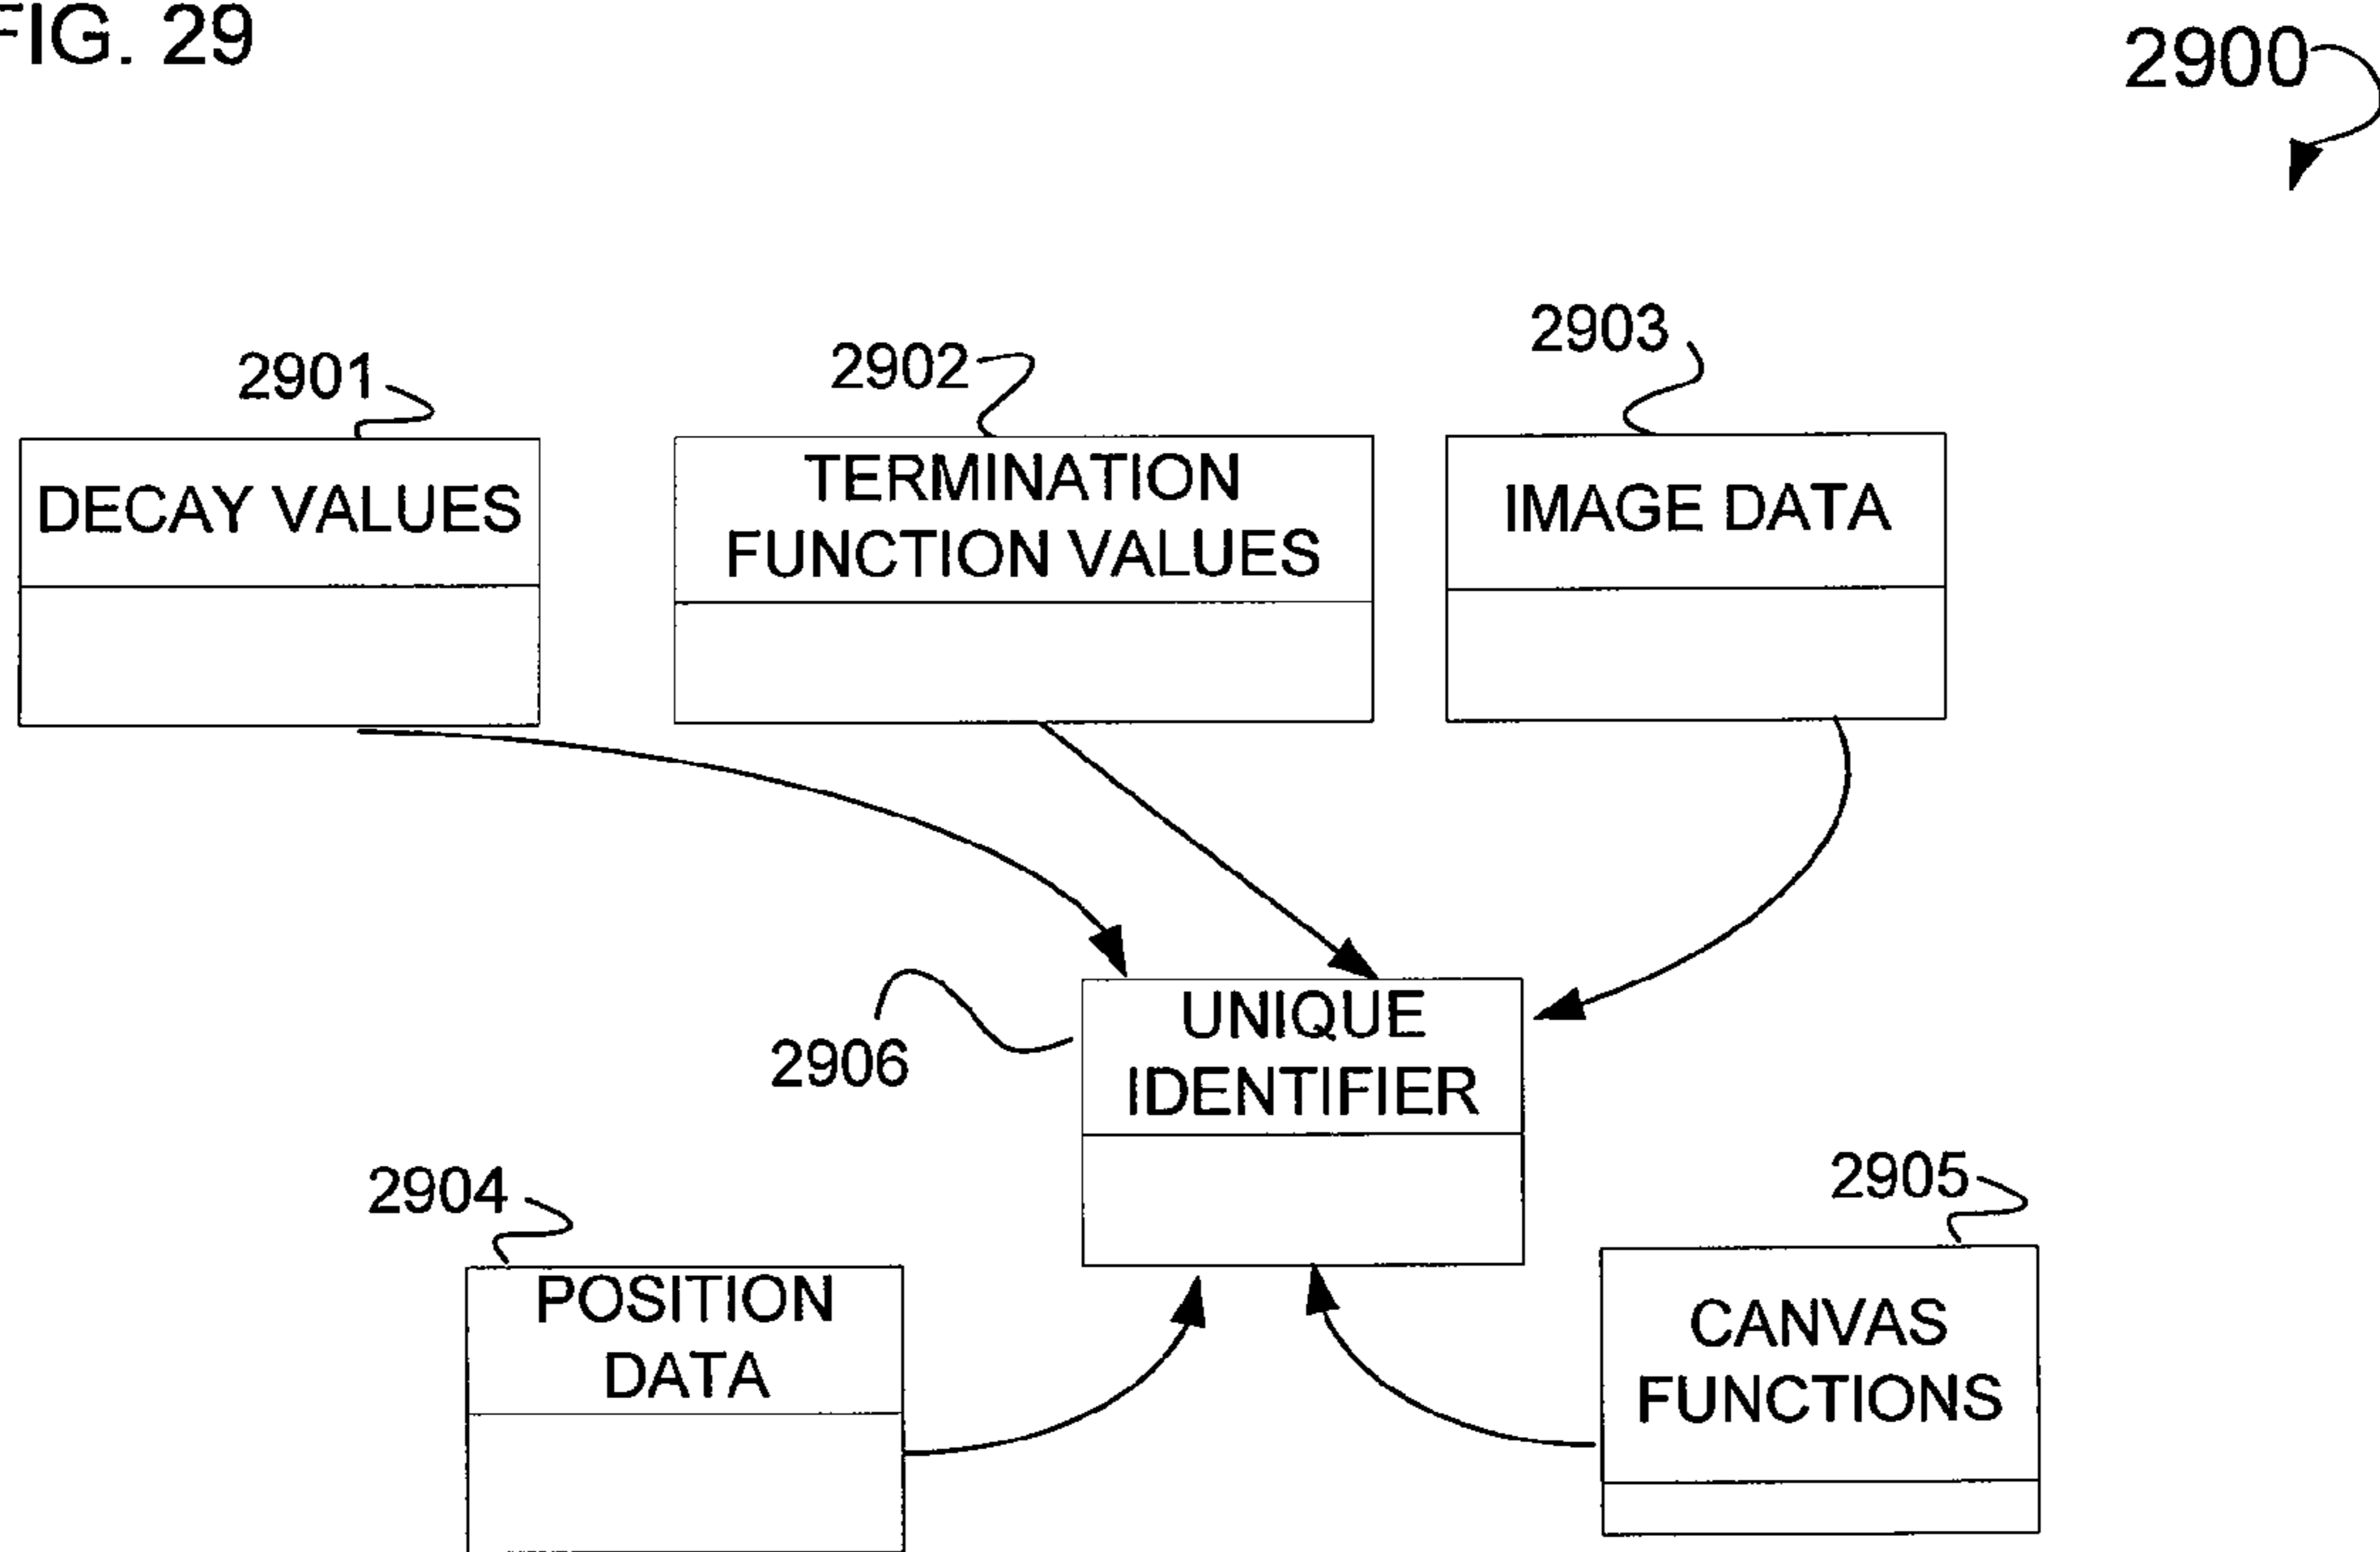 FIG. 29
2900
2901
2902
2903
DECAY VALUES
TERMINATION
FUNCTION VALUES
IMAGE DATA
2906
UNIQUE
IDENTIFIER
2904
2905
POSITION
DATA
CANVAS
FUNCTIONS